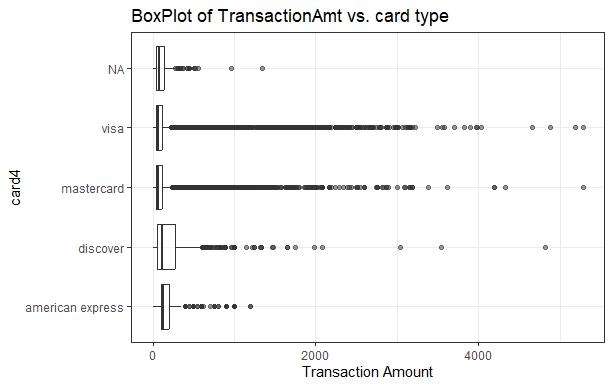 BoxPlot of TransactionAmt vs. card type
card4
NA
visa
mastercard
discover
american express
0 2000 4000
Transaction Amount